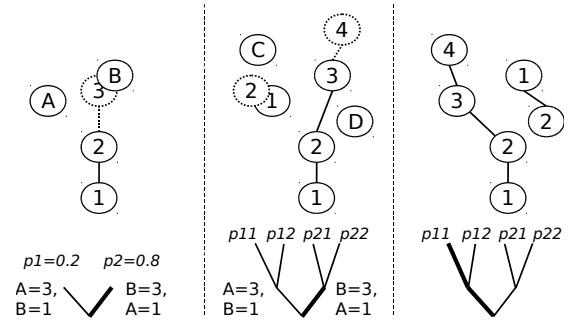 A
3
B
2
1
p1=0.2 p2=0.8
A=3, B=3,
B=1 A=1
4
C
3
2 1
D
2
1
p11 p12 p21 p22
A=3, B=3,
B=1 A=1
4
1
3
2
2
1
p11 p12 p21 p22